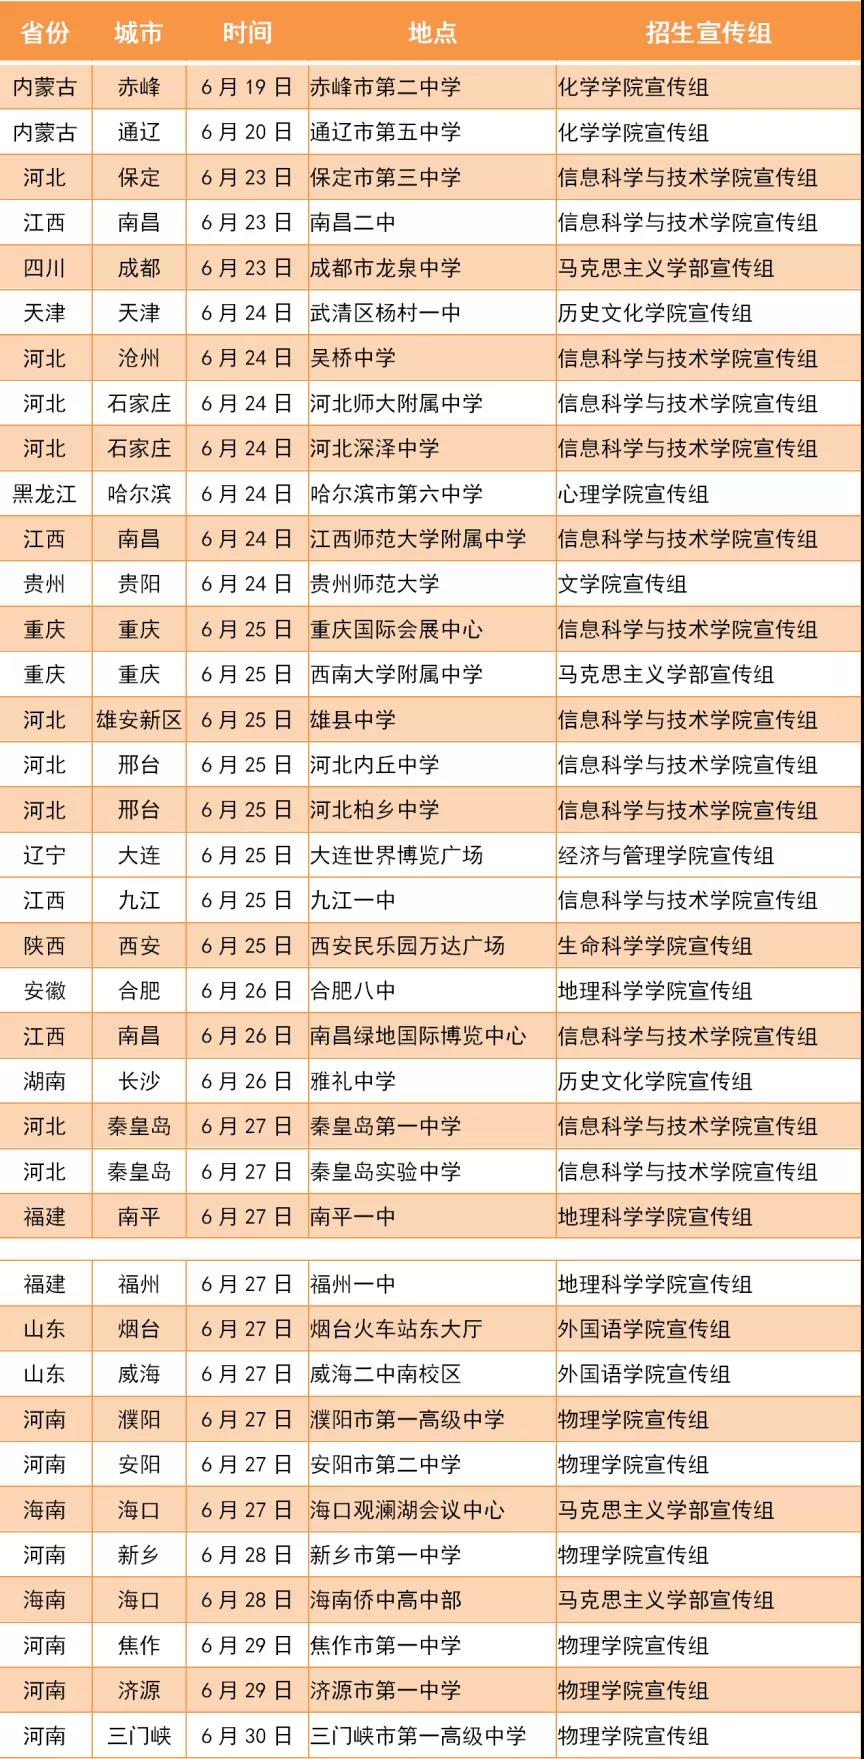 省份 城市 时间 地点 招生宣传组
内蒙古 赤峰 6月19日 赤峰市第二中学 化学学院宣传组
内蒙古 通辽 6月20日 通辽市第五中学 化学学院宣传组
河北 保定 6月23日 保定市第三中学 信息科学与技术学院宣传组
江西 南昌 6月23日 南昌二中 信息科学与技术学院宣传组
四川 成都 6月23日 成都市龙泉中学 马克思主义学部宣传组
天津 天津 6月24日 武清区杨村一中 历史文化学院宣传组
河北 沧州 6月24日 吴桥中学 信息科学与技术学院宣传组
河北 石家庄 6月24日 河北师大附属中学 信息科学与技术学院宣传组
河北 石家庄 6月24日 河北深泽中学 信息科学与技术学院宣传组
黑龙江 哈尔滨 6月24日 哈尔滨市第六中学 心理学院宣传组
江西 南昌 6月24日 江西师范大学附属中学 信息科学与技术学院宣传组
贵州 贵阳 6月24日 贵州师范大学 文学院宣传组
重庆 重庆 6月25日 重庆国际会展中心 信息科学与技术学院宣传组
重庆 重庆 6月25日 西南大学附属中学 马克思主义学部宣传组
河北 雄安新区 6月25日 雄县中学 信息科学与技术学院宣传组
河北 邢台 6月25日 河北内丘中学 信息科学与技术学院宣传组
河北 邢台 6月25日 河北柏乡中学 信息科学与技术学院宣传组
辽宁 大连 6月25日 大连世界博览广场 经济与管理学院宣传组
江西 九江 6月25日 九江一中 信息科学与技术学院宣传组
陕西 西安 6月25日 西安民乐园万达广场 生命科学学院宣传组
安徽 合肥 6月26日 合肥八中 地理科学学院宣传组
江西 南昌 6月26日 南昌绿地国际博览中心 信息科学与技术学院宣传组
湖南 长沙 6月26日 雅礼中学 历史文化学院宣传组
河北 秦皇岛 6月27日 秦皇岛第一中学 信息科学与技术学院宣传组
河北 秦皇岛 6月27日 秦皇岛实验中学 信息科学与技术学院宣传组
福建 南平 6月27日 南平一中 地理科学学院宣传组
福建 福州 6月27日 福州一中 地理科学学院宣传组
山东 烟台 6月27日 烟台火车站东大厅 外国语学院宣传组
山东 威海 6月27日 威海二中南校区 外国语学院宣传组
河南 濮阳 6月27日 濮阳市第一高级中学 物理学院宣传组
河南 安阳 6月27日 安阳市第二中学 物理学院宣传组
海南 海口 6月27日 海口观澜湖会议中心 马克思主义学部宣传组
河南 新乡 6月28日 新乡市第一中学 物理学院宣传组
海南 海口 6月28日 海南侨中高中部 马克思主义学部宣传组
河南 焦作 6月29日 焦作市第一中学 物理学院宣传组
河南 济源 6月29日 济源市第一中学 物理学院宣传组
河南 三门峡 6月30日 三门峡市第一高级中学 物理学院宣传组